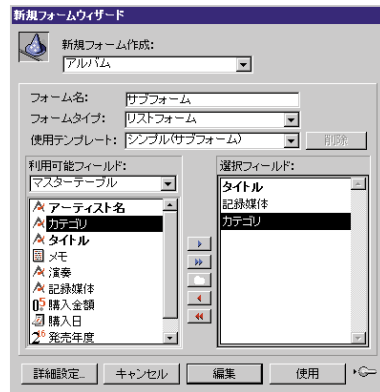 新規フォームウィザード
新規フォーム作成:
アルバム
フォーム名: サブフォーム
フォームタイプ: リストフォーム
使用テンプレート: シンプル(サブフォーム) 削除
利用可能フィールド:
マスターテーブル
アーティスト名
カテゴリ
タイトル
メモ
演奏
記録媒体
購入金額
購入日
発売年度
選択フィールド:
タイトル
記録媒体
カテゴリ
詳細設定... キャンセル 編集 使用